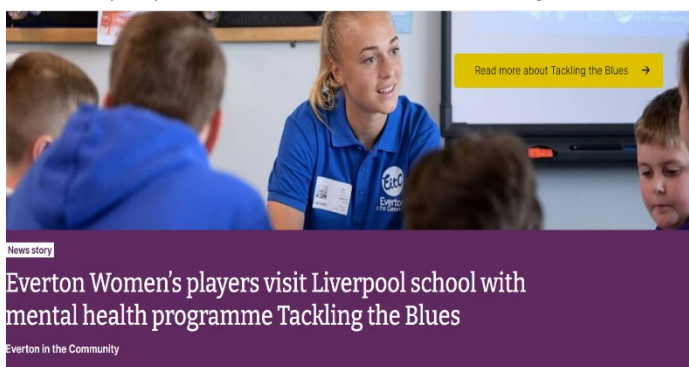 Read more about Tackling the Blues →
EitC
Everton
in the Community
News story
Everton Women's players visit Liverpool school with
mental health programme Tackling the Blues
Everton in the Community